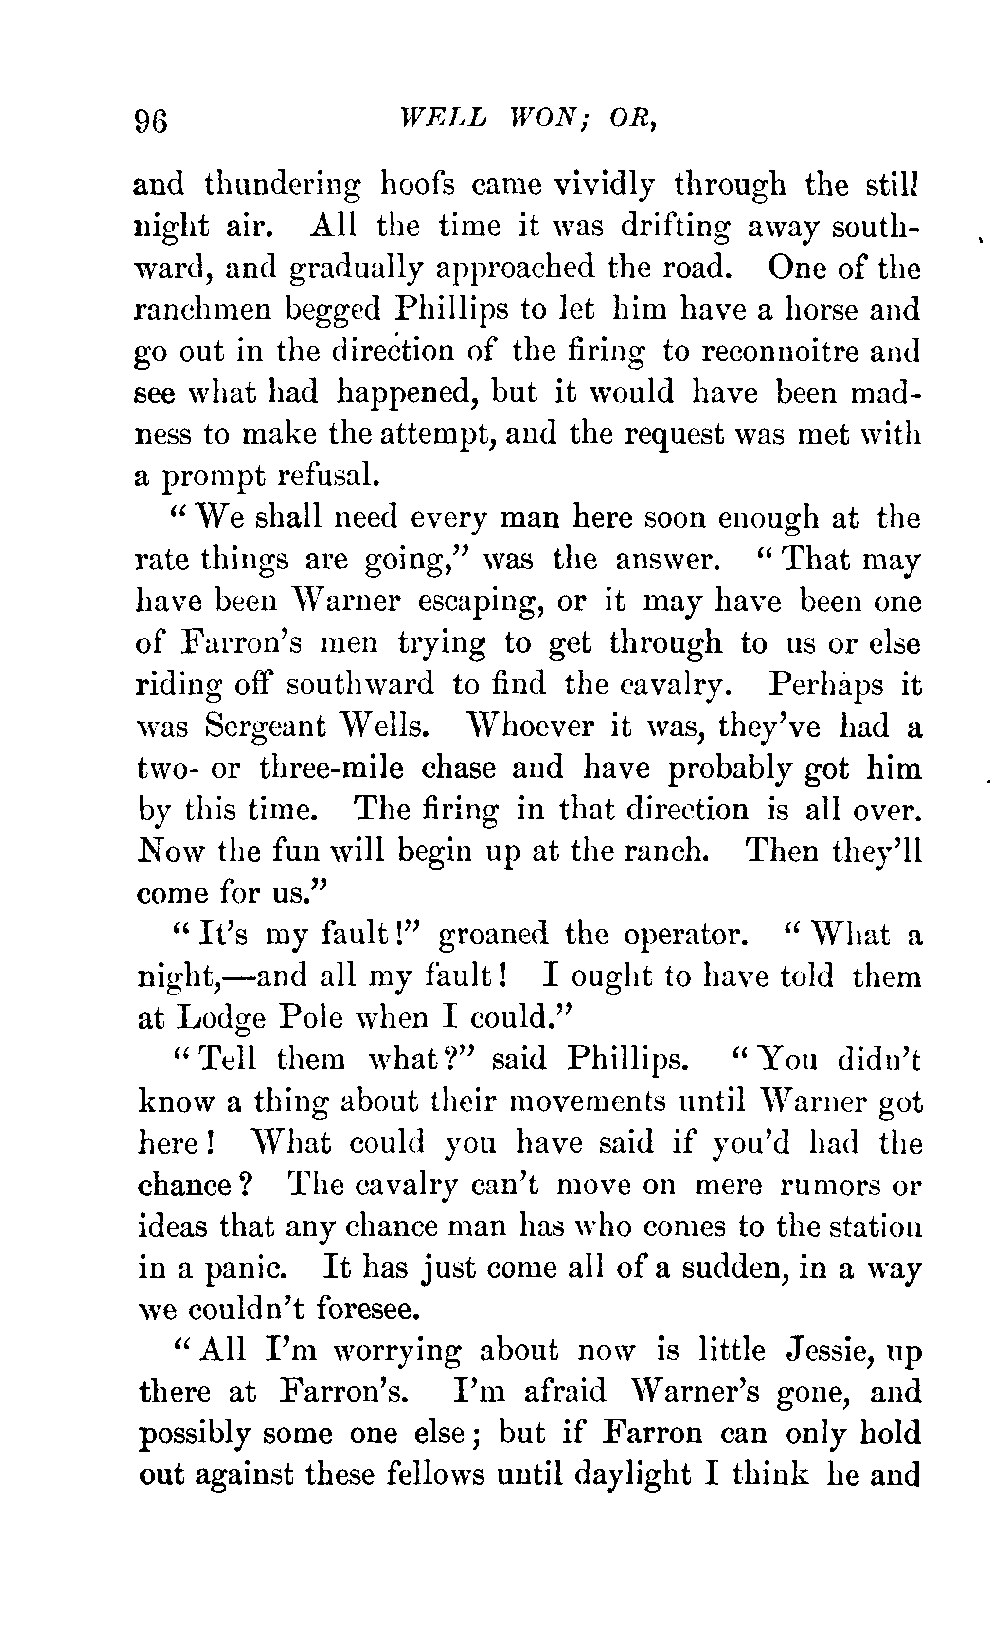 96 WELL WON; OR,
and thundering hoofs came vividly through the still
night air. All the time it was drifting away south-
ward, and gradually approached the road. One of the
ranchmen begged Phillips to let him have a horse and
go out in the direction of the firing to reconnoitre and
see what had happened, but it would have been mad-
ness to make the attempt, and the request was met with
a prompt refusal.
“We shall need every man here soon enough at the
rate things are going,” was the answer. “That may
have been Warner escaping, or it may have been one
of Farron’s men trying to get through to us or else
riding off southward to find the cavalry. Perhaps it
was Sergeant Wells. Whoever it was, they’ve had a
two- or three-mile chase and have probably got him
by this time. The firing in that direction is all over.
Now the fun will begin up at the ranch. Then they’ll
come for us.”
“It’s my fault!” groaned the operator. “What a
night,—and all my fault! I ought to have told them
at Lodge Pole when I could.”
“Tell them what?” said Phillips. “You didn’t
know a thing about their movements until Warner got
here! What could you have said if you’d had the
chance? The cavalry can’t move on mere rumors or
ideas that any chance man has who comes to the station
in a panic. It has just come all of a sudden, in a way
we couldn’t foresee.
“All I’m worrying about now is little Jessie, up
there at Farron’s. I’m afraid Warner’s gone, and
possibly some one else; but if Farron can only hold
out against these fellows until daylight I think he and